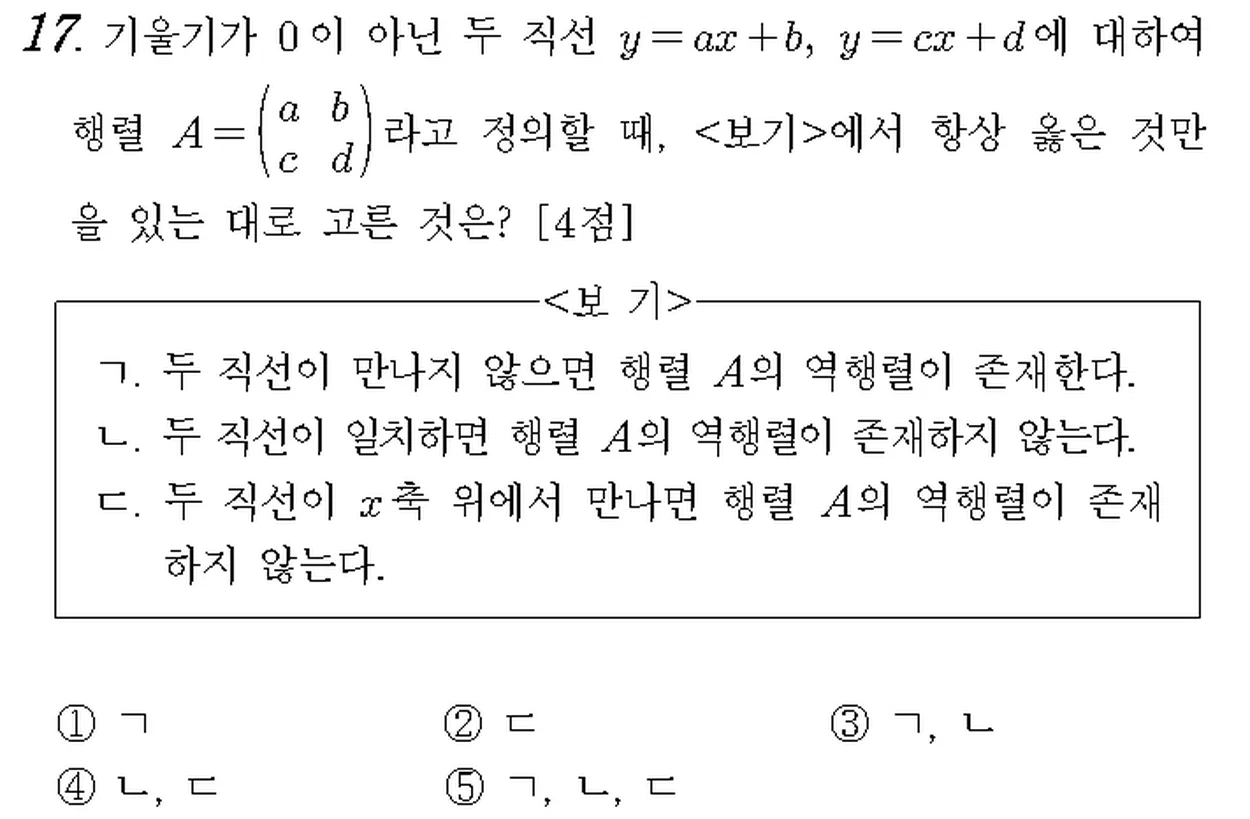 17. 기울기가 0이 아닌 두 직선 y=ax+b, y=cx+d에 대하여
행렬 A=(a b
c d)라고 정의할 때, <보기>에서 항상 옳은 것만
을 있는 대로 고른 것은? [4점]
<보 기>
ㄱ. 두 직선이 만나지 않으면 행렬 A의 역행렬이 존재한다.
ㄴ. 두 직선이 일치하면 행렬 A의 역행렬이 존재하지 않는다.
ㄷ. 두 직선이 x축 위에서 만나면 행렬 A의 역행렬이 존재
하지 않는다.
① ㄱ ② ㄷ ③ ㄱ, ㄴ
④ ㄴ, ㄷ ⑤ ㄱ, ㄴ, ㄷ